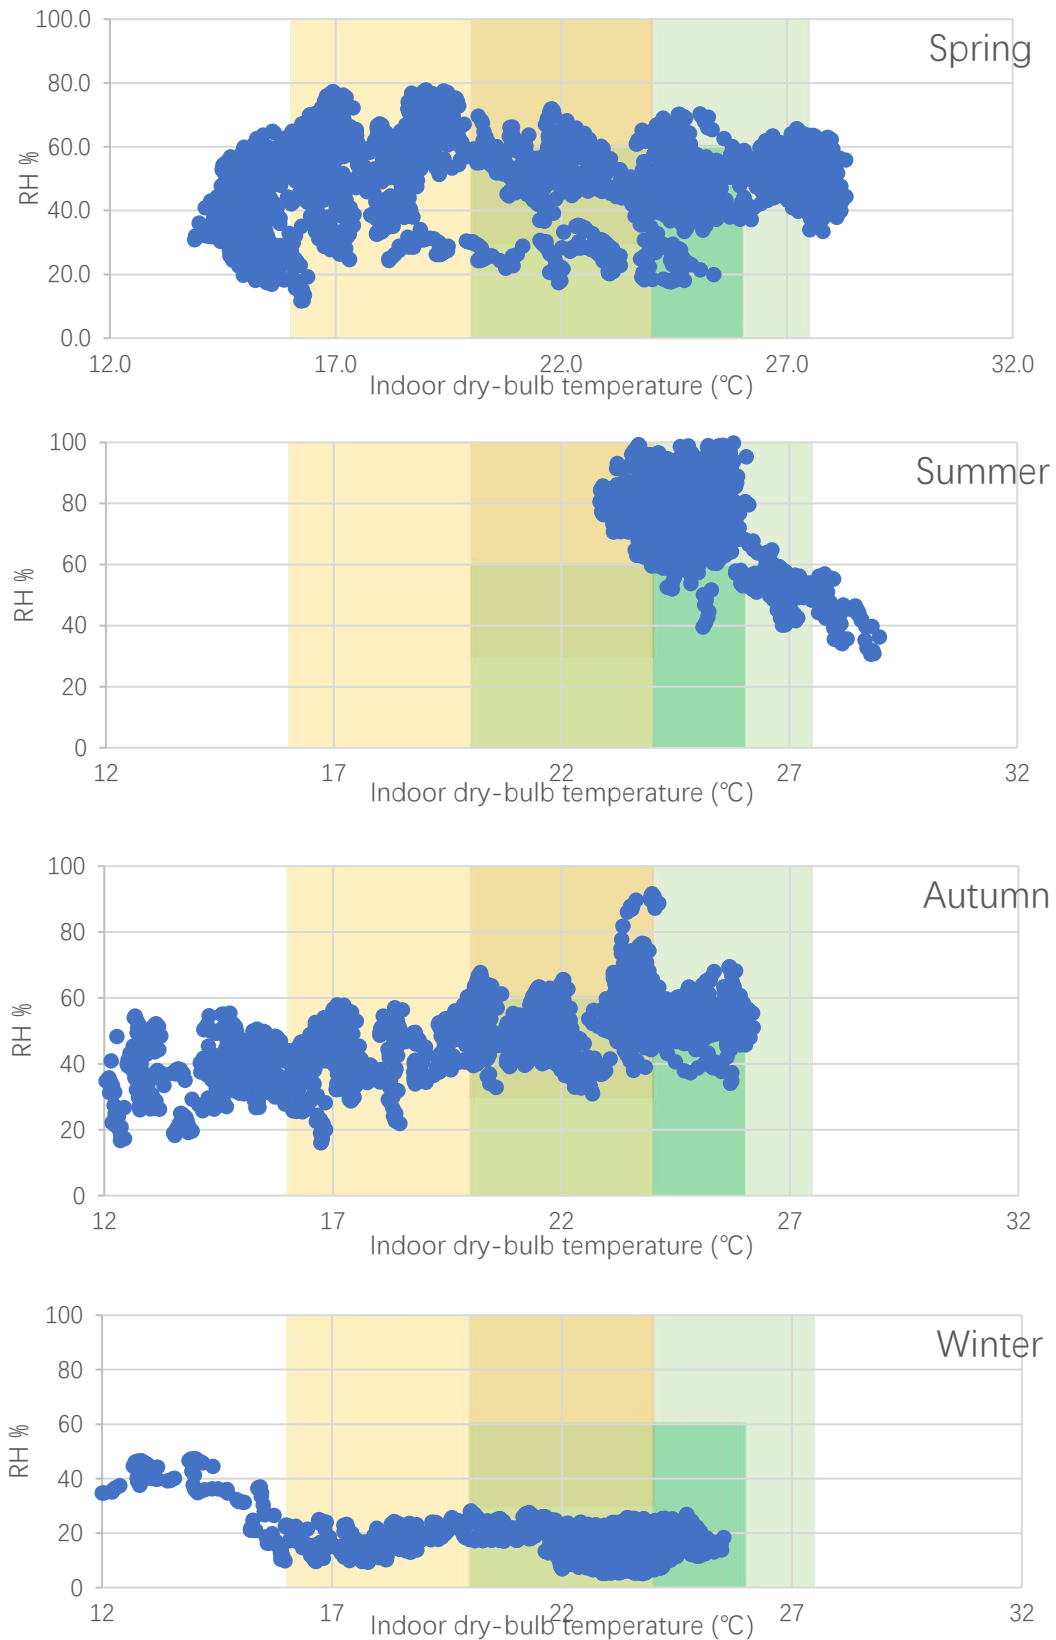 100.0
Spring
80.0
60.0
RH %
40.0
20.0
0.0
12.0 17.0 22.0 27.0 32.0
Indoor dry-bulb temperature (℃)
100
Summer
80
60
RH %
40
20
0
12 17 22 27 32
Indoor dry-bulb temperature (℃)
100
Autumn
80
60
RH %
40
20
0
12 17 22 27 32
Indoor dry-bulb temperature (℃)
100
Winter
80
60
RH %
40
20
0
12 17 22 27 32
Indoor dry-bulb temperature (℃)